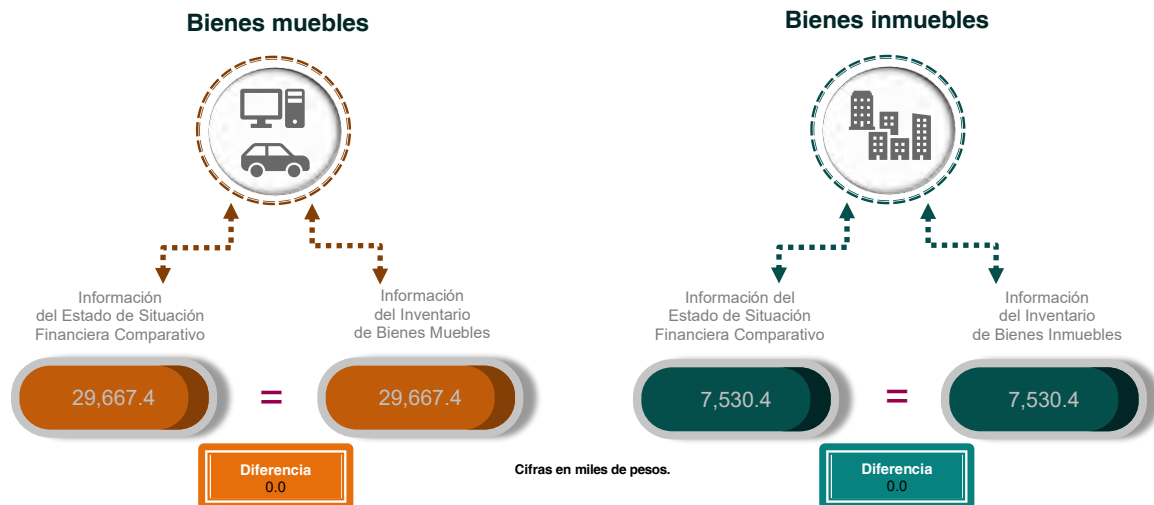 Bienes muebles
Información
del Estado de Situación
Financiera Comparativo
29,667.4
=
Información
del Inventario
de Bienes Muebles
29,667.4
Diferencia
0.0
Cifras en miles de pesos.
Bienes inmuebles
Información del
Estado de Situación
Financiera Comparativo
7,530.4
=
Información
del Inventario
de Bienes Inmuebles
7,530.4
Diferencia
0.0